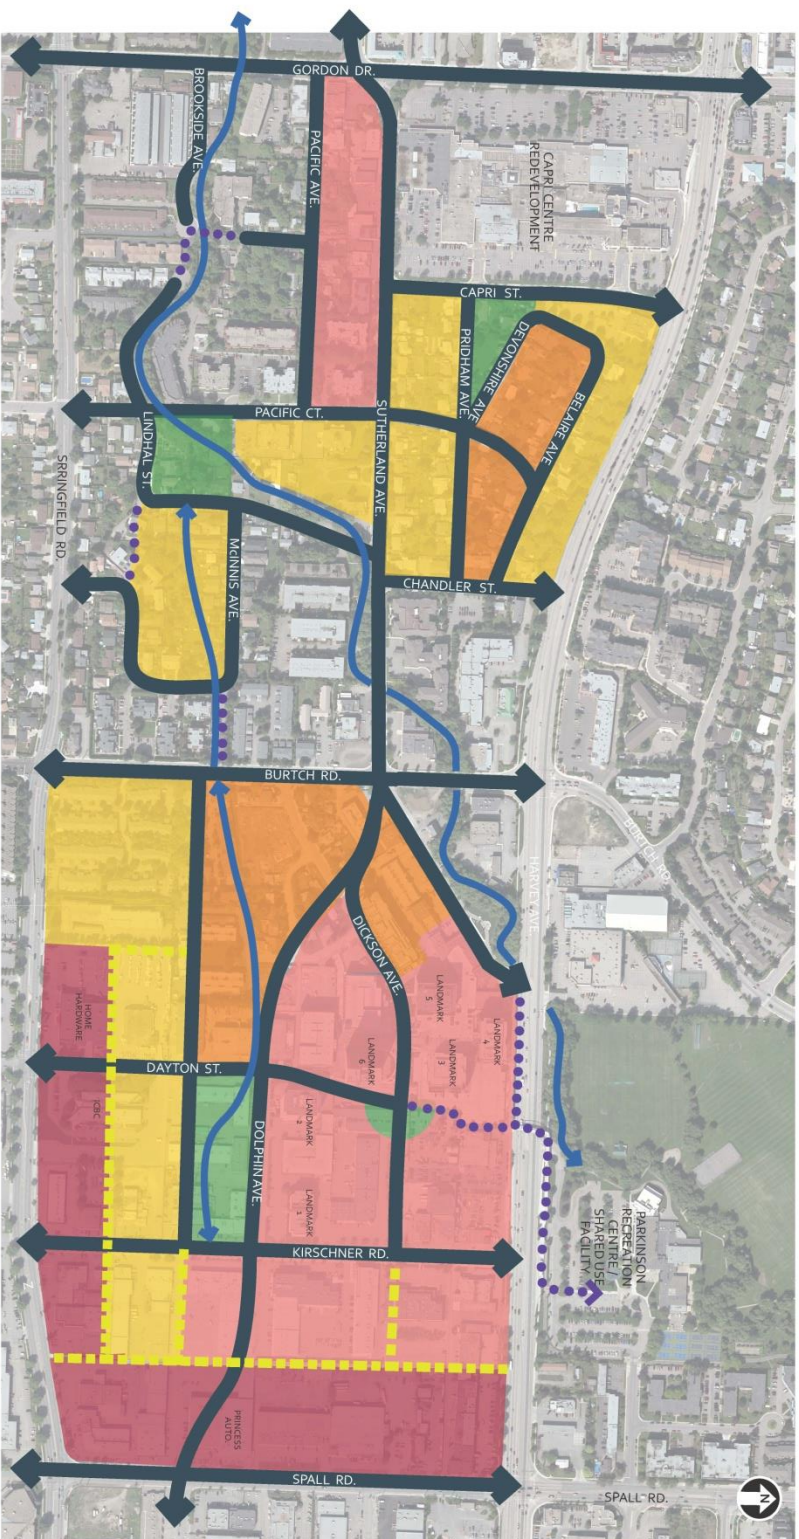 GORDON DR.
BROOKSIDE AVE.
PACIFIC AVE.
CAPRI CENTRE
REDEVELOPMENT
CAPRI ST.
PRIDHAM AVE.
DEVONSHIRE AVE
BELAIRE AVE
PACIFIC CT.
SUTHERLAND AVE.
LINDHAL ST.
SRRINGFIELD RD.
McINNIS AVE.
CHANDLER ST.
BURTCH RD.
BURTCH RD.
HARVEY AVE.
DICKSON AVE.
LANDMARK
5
LANDMARK
4
LANDMARK
3
LANDMARK
6
HOME
HARDWARE
DAYTON ST.
ICBC
LANDMARK
2
LANDMARK
1
DOLPHIN AVE.
KIRSCHNER RD.
PARKINSON
RECREATION
CENTRE /
SHARED USE
FACILITY
PRINCESS
AUTO
SPALL RD.
SPALL RD.
N